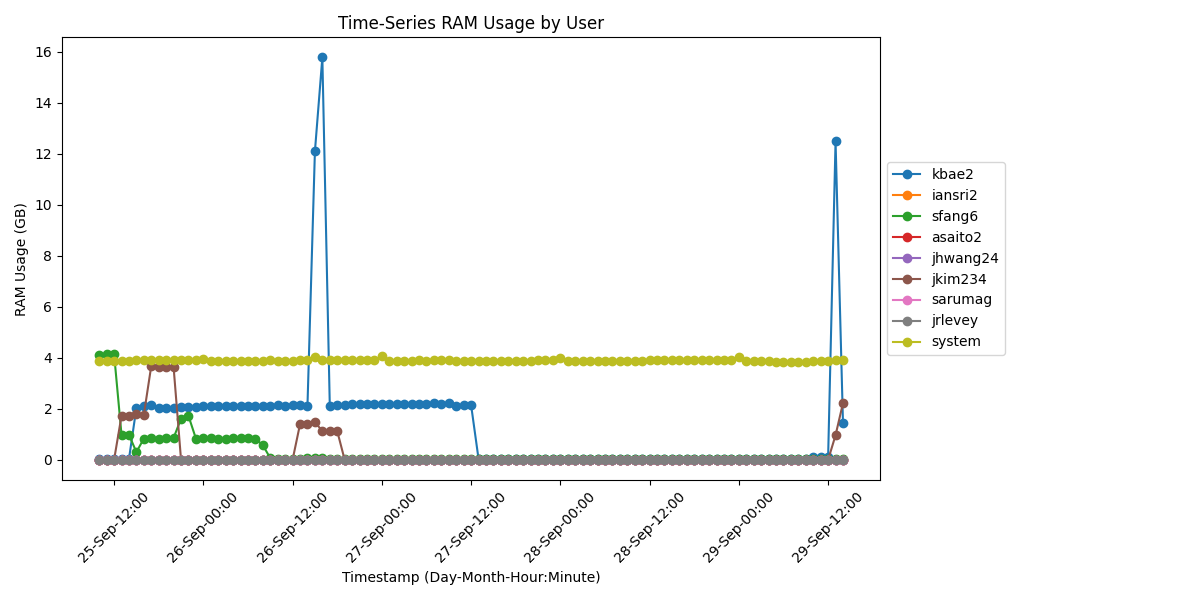 Time-Series RAM Usage by User
RAM Usage (GB)
16
14
12
10
8
6
4
2
0
25-Sep-12:00
26-Sep-00:00
26-Sep-12:00
27-Sep-00:00
27-Sep-12:00
28-Sep-00:00
28-Sep-12:00
29-Sep-00:00
29-Sep-12:00
Timestamp (Day-Month-Hour:Minute)
kbae2
iansri2
sfang6
asaito2
jhwang24
jkim234
sarumag
jrlevey
system